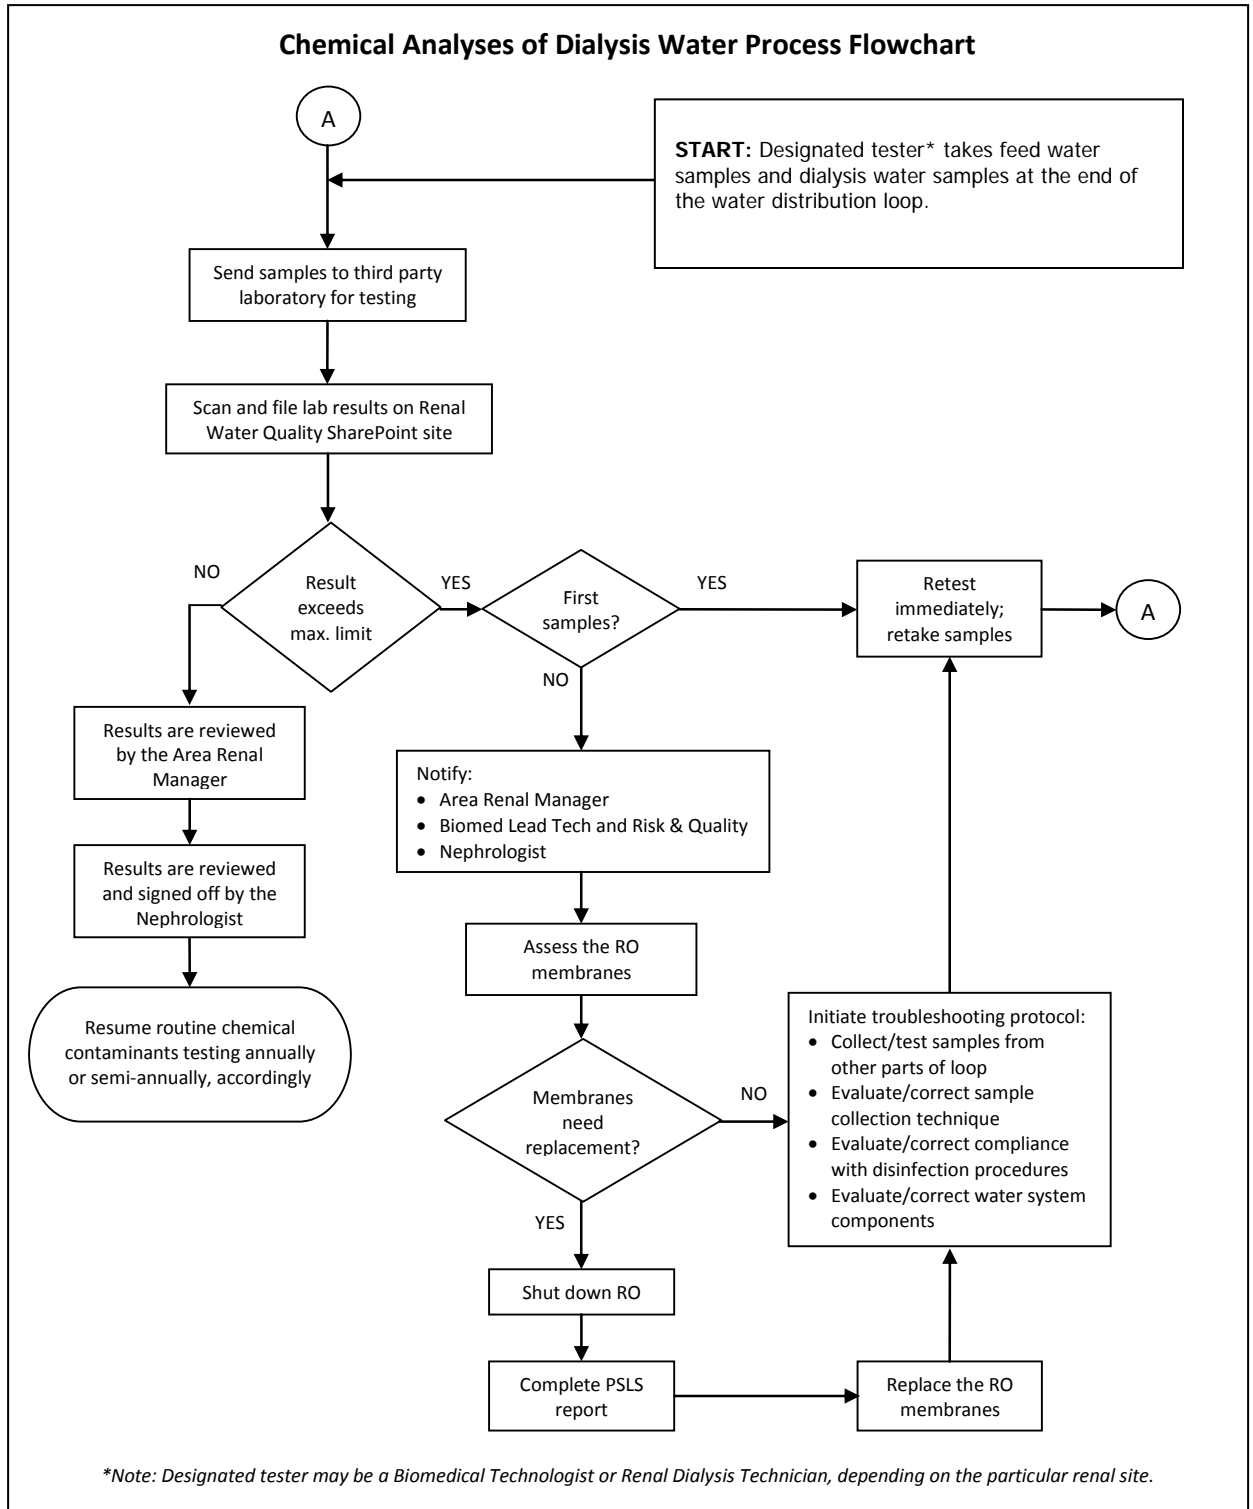 Chemical Analyses of Dialysis Water Process Flowchart
A
START: Designated tester* takes feed water
samples and dialysis water samples at the end of
the water distribution loop.
Send samples to third party
laboratory for testing
Scan and file lab results on Renal
Water Quality SharePoint site
Result
exceeds
max. limit
NO
YES
First
samples?
YES
NO
Retest
immediately;
retake samples
A
Results are reviewed
by the Area Renal
Manager
Results are reviewed
and signed off by the
Nephrologist
Resume routine chemical
contaminants testing annually
or semi-annually, accordingly
Notify:
• Area Renal Manager
• Biomed Lead Tech and Risk & Quality
• Nephrologist
Assess the RO
membranes
Membranes
need
replacement?
NO
YES
Initiate troubleshooting protocol:
• Collect/test samples from
other parts of loop
• Evaluate/correct sample
collection technique
• Evaluate/correct compliance
with disinfection procedures
• Evaluate/correct water system
components
Shut down RO
Complete PSLS
report
Replace the RO
membranes
*Note: Designated tester may be a Biomedical Technologist or Renal Dialysis Technician, depending on the particular renal site.